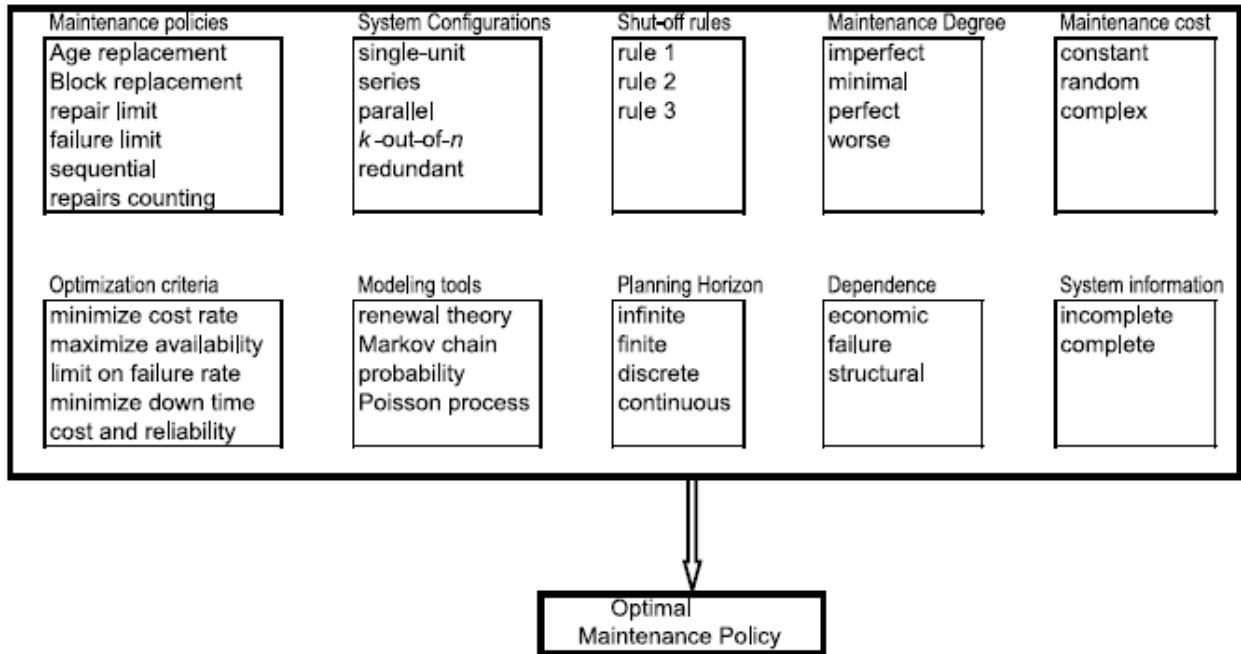 Maintenance policies
Age replacement
Block replacement
repair limit
failure limit
sequential
repairs counting
System Configurations
single-unit
series
parallel
k-out-of-n
redundant
Shut-off rules
rule 1
rule 2
rule 3
Maintenance Degree
imperfect
minimal
perfect
worse
Maintenance cost
constant
random
complex
Optimization criteria
minimize cost rate
maximize availability
limit on failure rate
minimize down time
cost and reliability
Modeling tools
renewal theory
Markov chain
probability
Poisson process
Planning Horizon
infinite
finite
discrete
continuous
Dependence
economic
failure
structural
System information
incomplete
complete
Optimal
Maintenance Policy